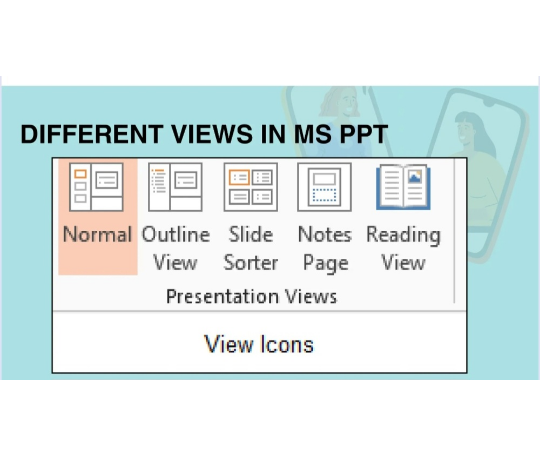 DIFFERENT VIEWS IN MS PPT
Normal Outline Slide Notes Reading
View Sorter Page View
Presentation Views
View Icons